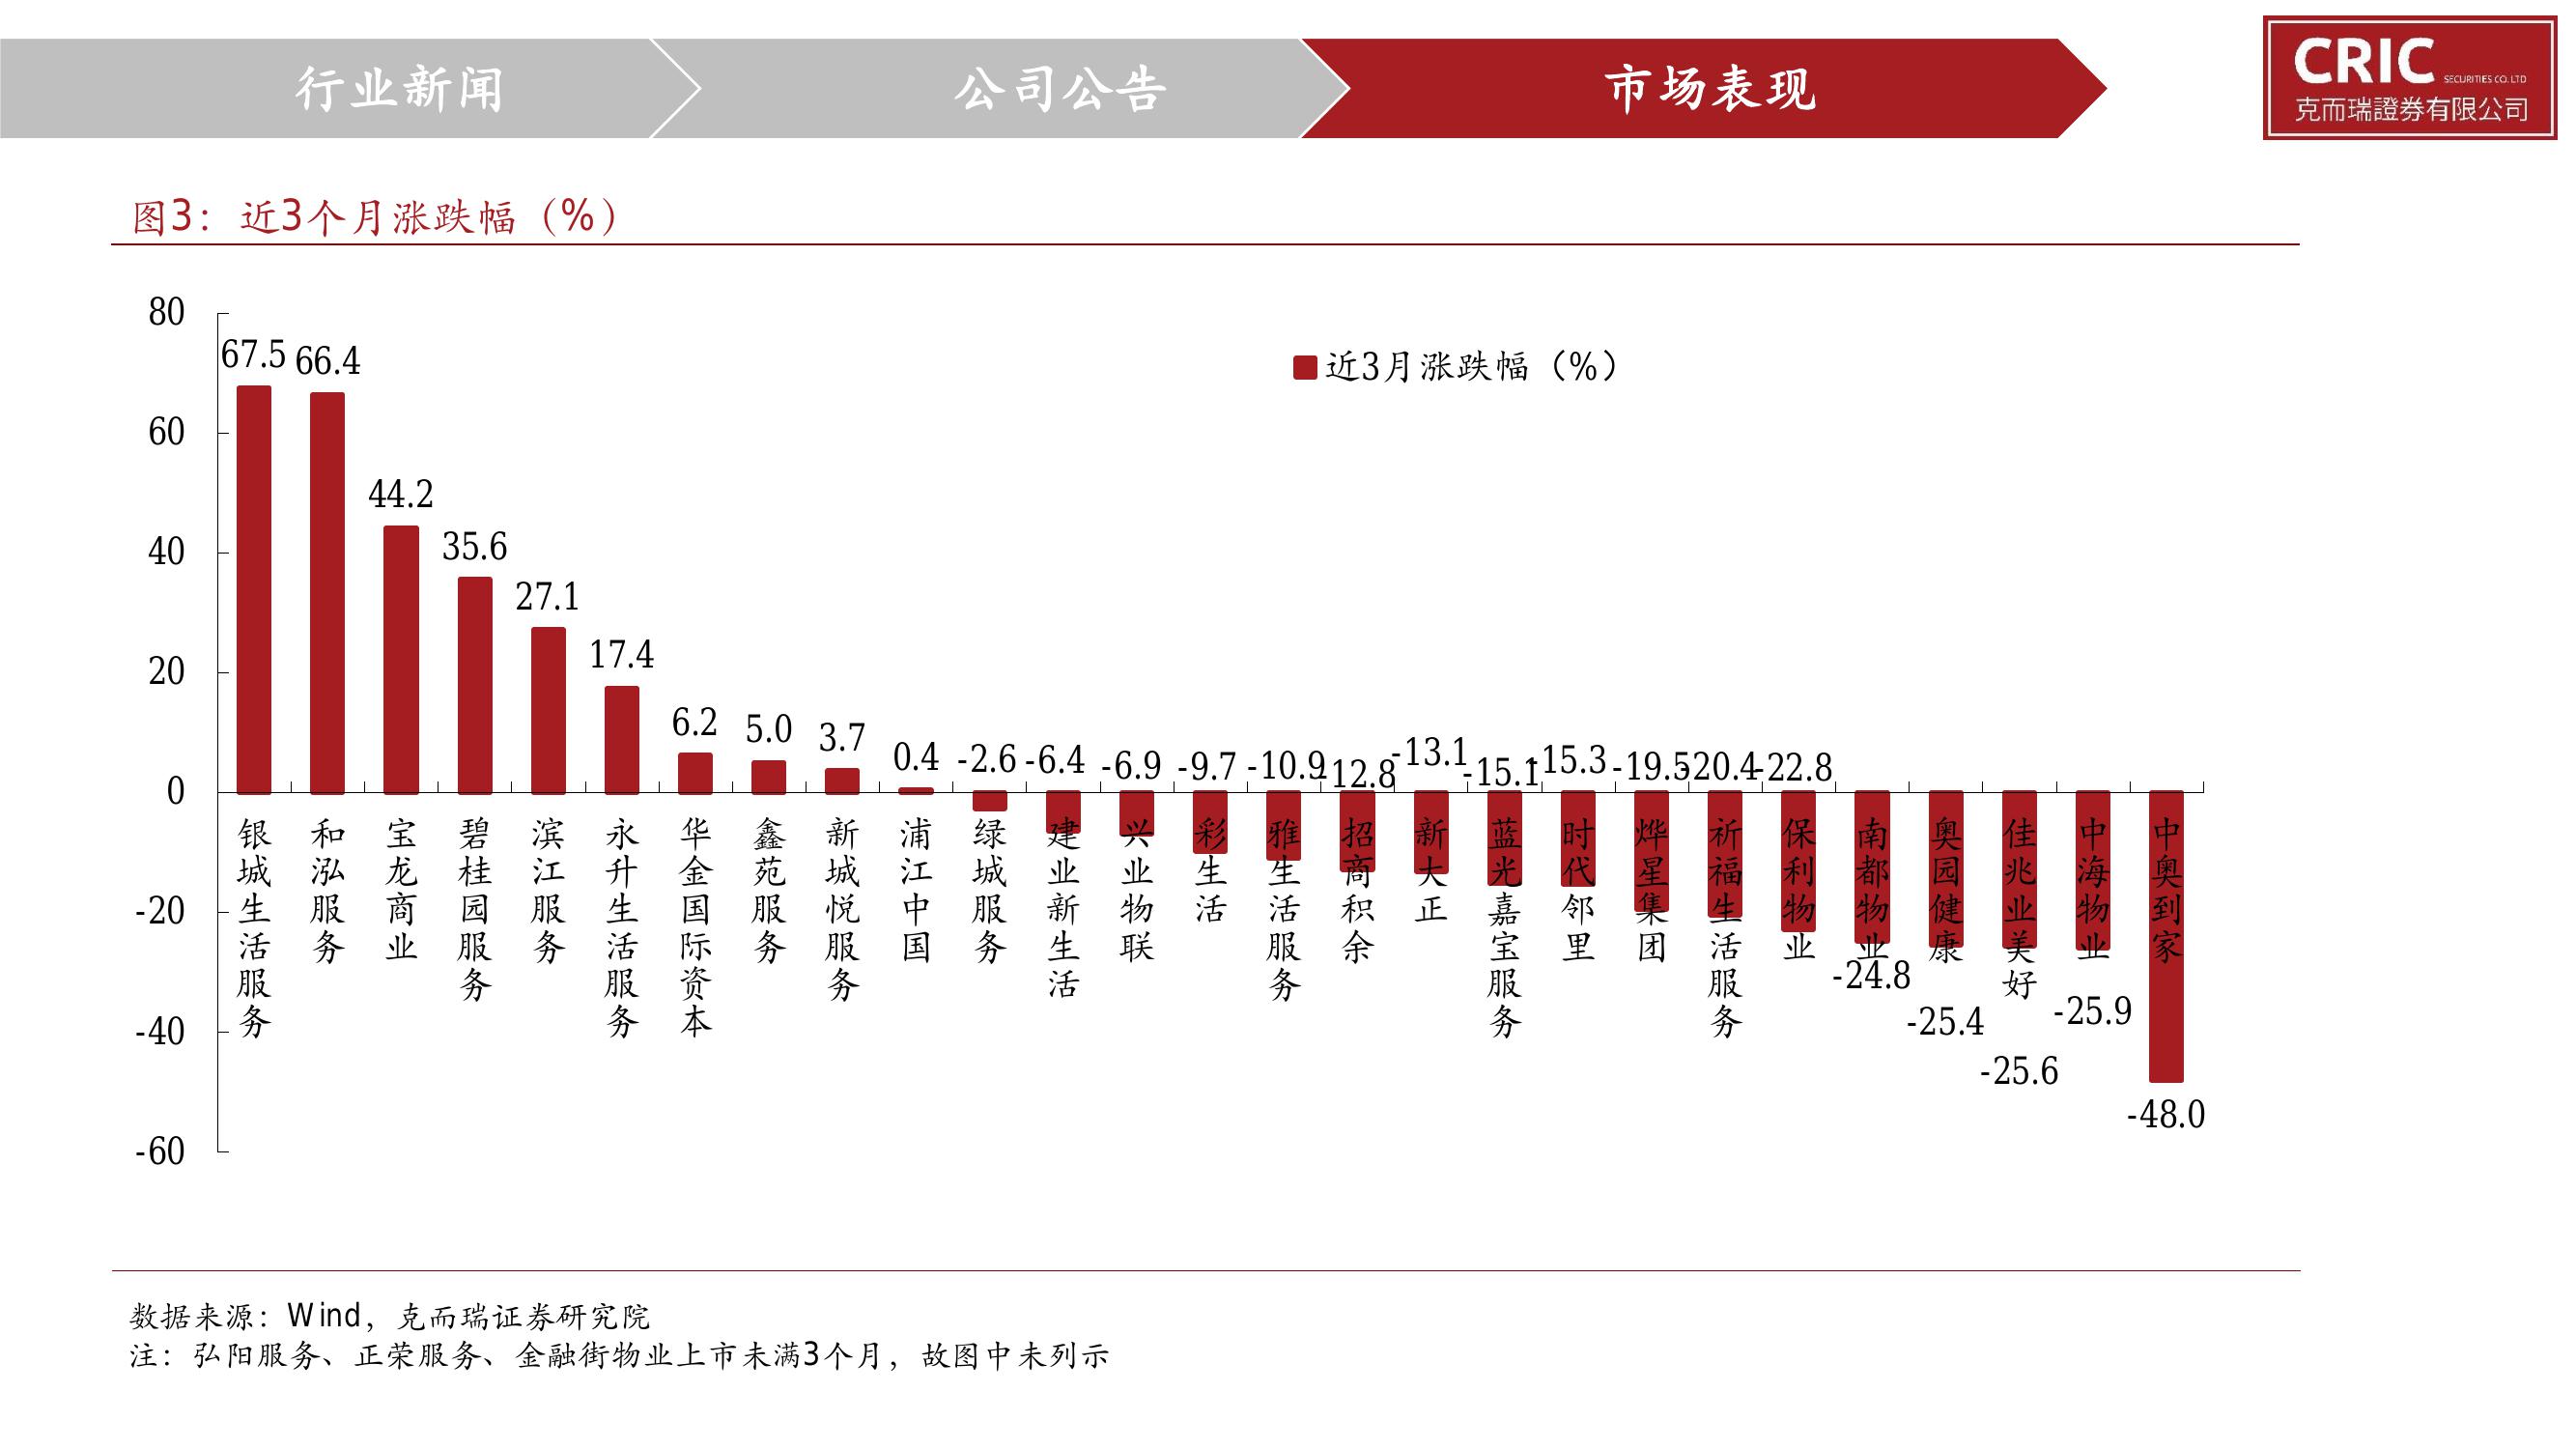 行业新闻
公司公告
市场表现
CRIC
SECURITIES CO. LTD
克而瑞證券有限公司
图3：近3个月涨跌幅（%）
近3月涨跌幅（%）
80
60
40
20
0
-20
-40
-60
67.5
66.4
44.2
35.6
27.1
17.4
6.2
5.0
3.7
0.4
-2.6
-6.4
-6.9
-9.7
-10.9
-12.8
-13.1
-15.1
-15.3
-19.5
-20.4
-22.8
-24.8
-25.4
-25.6
-25.9
-48.0
银城生活服务
和泓服务
宝龙商业
碧桂园服务
滨江服务
永升生活服务
华金国际资本
鑫苑服务
新城悦服务
浦江中国
绿城服务
建业新生活
兴业物联
彩生活
雅生活服务
招商积余
新大正
蓝光嘉宝服务
时代邻里
烨星集团
祈福生活服务
保利物业
南都物业
奥园健康
佳兆业美好
中海物业
中奥到家
数据来源：Wind，克而瑞证券研究院
注：弘阳服务、正荣服务、金融街物业上市未满3个月，故图中未列示